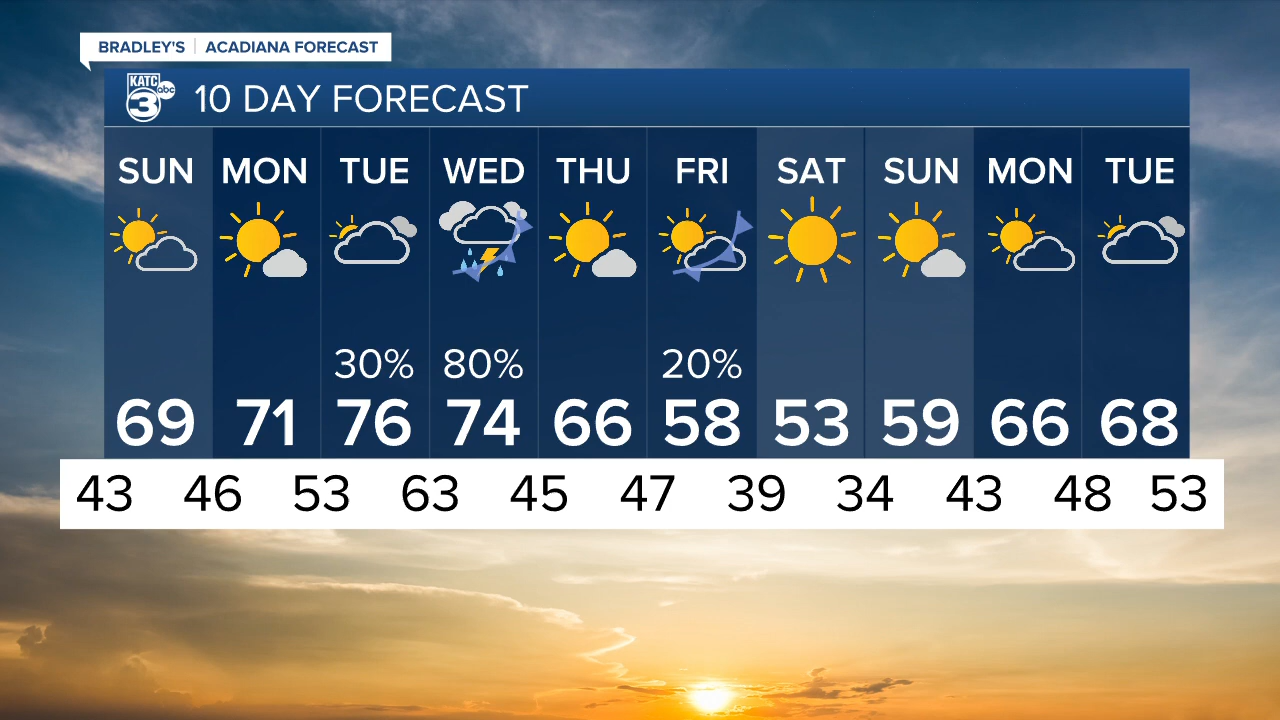 BRADLEY'S | ACADIANA FORECAST
KATC
3
abc
10 DAY FORECAST
SUN MON TUE WED THU FRI SAT SUN MON TUE
30% 80% 20%
69 71 76 74 66 58 53 59 66 68
43 46 53 63 45 47 39 34 43 48 53